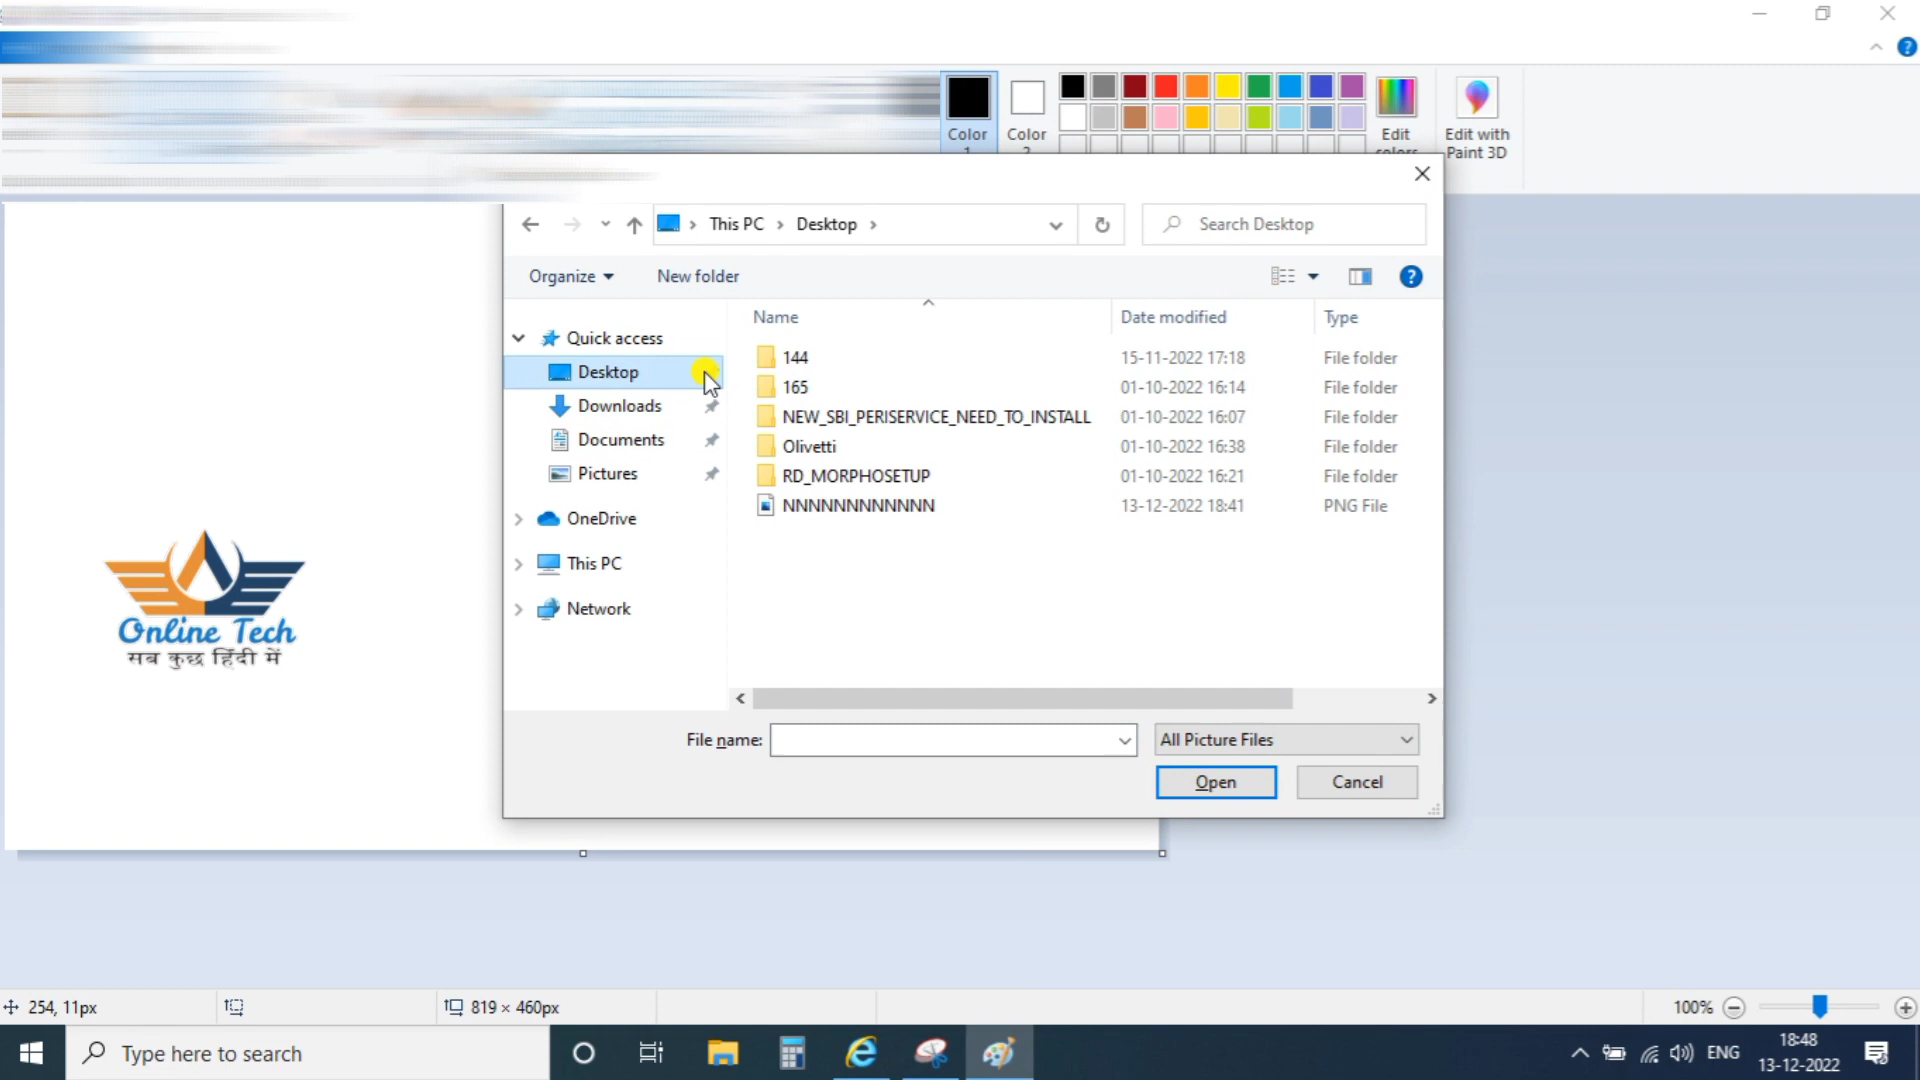 Color
1
Color
2
Edit
colors
Edit with
Paint 3D
This PC
Desktop
Search Desktop
Organize
New folder
Name
Date modified
Type
Quick access
Desktop
Downloads
Documents
Pictures
OneDrive
This PC
Network
144 15-11-2022 17:18 File folder
165 01-10-2022 16:14 File folder
NEW_SBI_PERISERVICE_NEED_TO_INSTALL 01-10-2022 16:07 File folder
Olivetti 01-10-2022 16:38 File folder
RD_MORPHOSETUP 01-10-2022 16:21 File folder
NNNNNNNNNNNN 13-12-2022 18:41 PNG File
Online Tech
सब कुछ हिंदी में
File name:
All Picture Files
Open
Cancel
254, 11px
819 × 460px
100%
Type here to search
ENG
18:48
13-12-2022